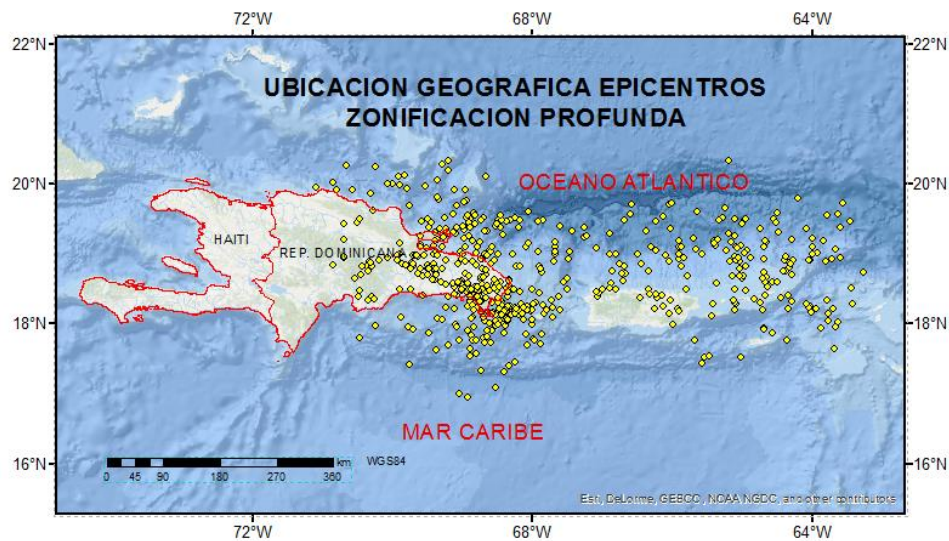 72°W 68°W 64°W
22°N 22°N
UBICACION GEOGRAFICA EPICENTROS
ZONIFICACION PROFUNDA
20°N OCEANO ATLANTICO 20°N
HAITI
REP. DOMINICANA
18°N 18°N
MAR CARIBE
km WGS84
16°N 16°N
0 45 90 180 270 360
Esri, DeLorme, GEBCO, NOAA NGDC, and other contributors
72°W 68°W 64°W